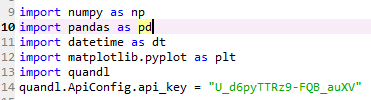 9 import numpy as np
10 import pandas as pd
11 import datetime as dt
12 import matplotlib.pyplot as plt
13 import quandl
14 quandl.ApiConfig.api_key = "U_d6pyTTRz9-FQB_auXV"